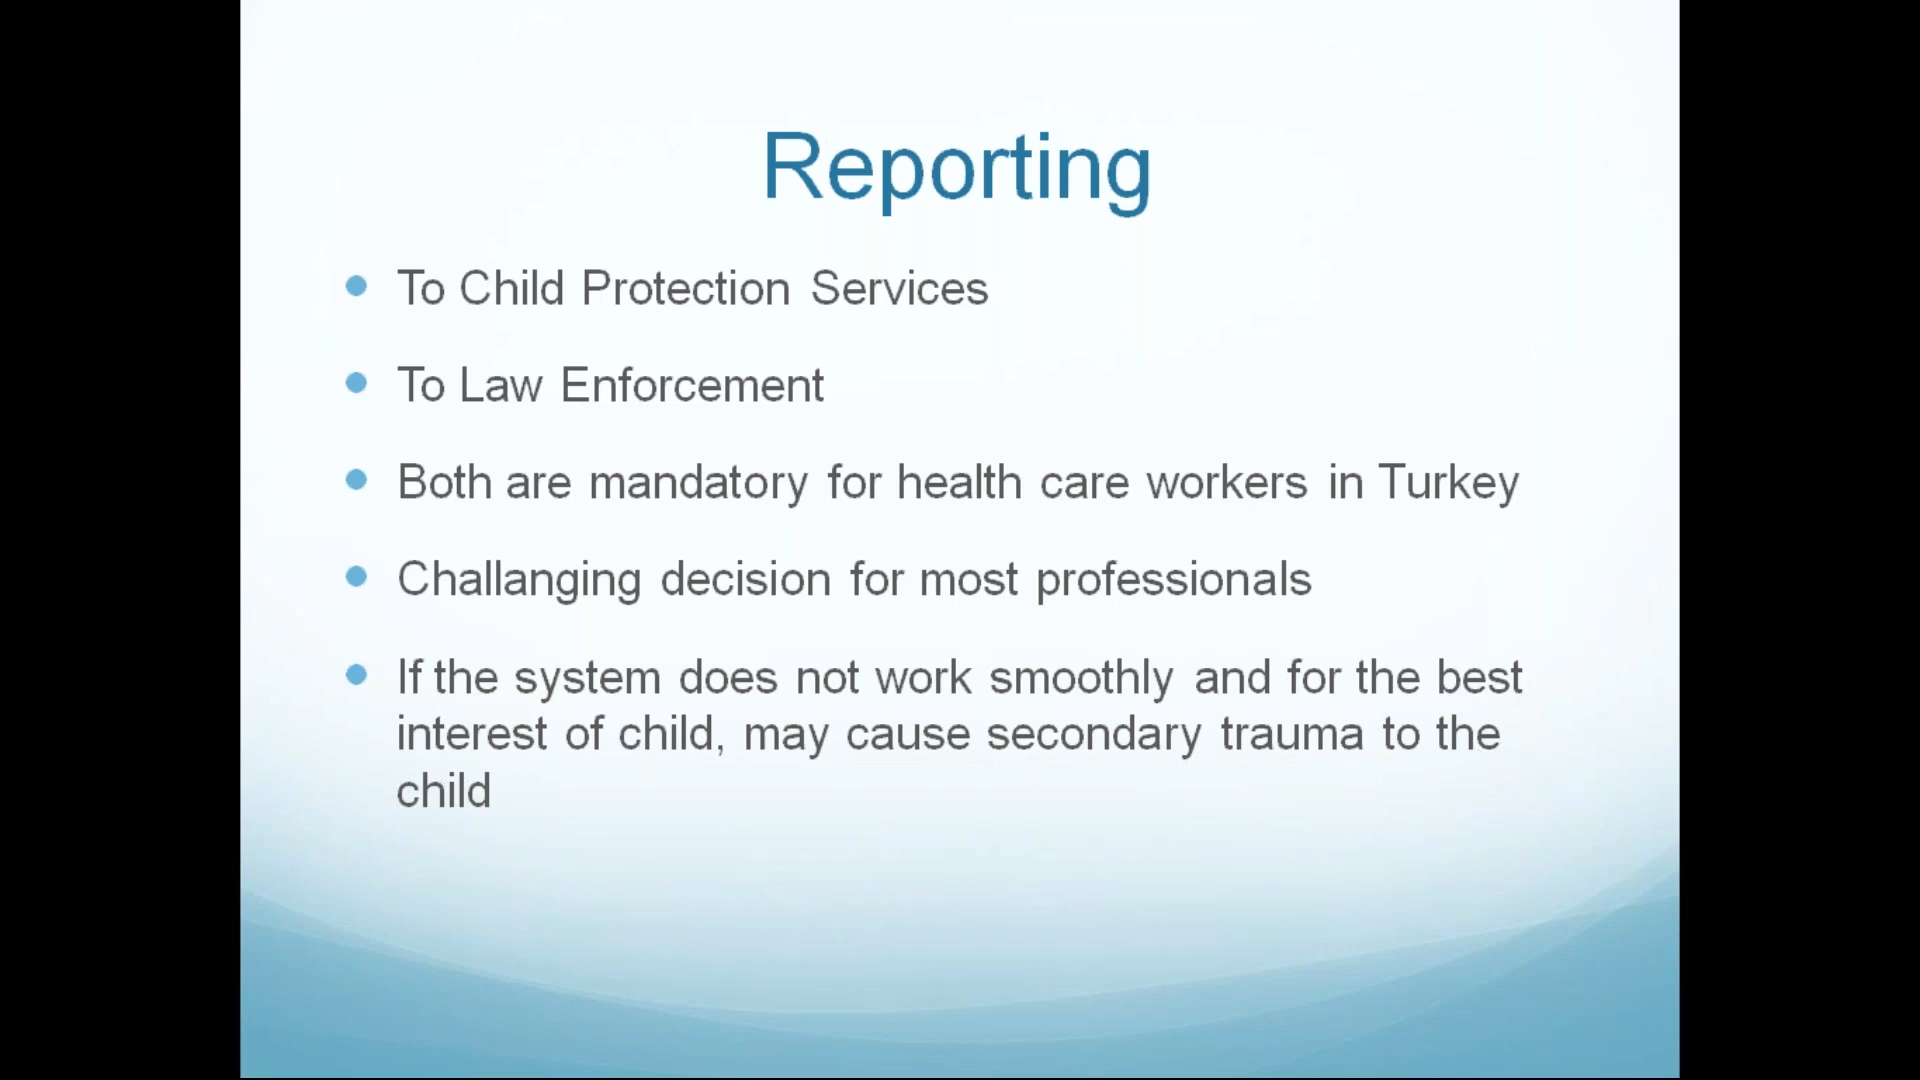 Reporting
To Child Protection Services
To Law Enforcement
Both are mandatory for health care workers in Turkey
Challanging decision for most professionals
If the system does not work smoothly and for the best
interest of child, may cause secondary trauma to the
child